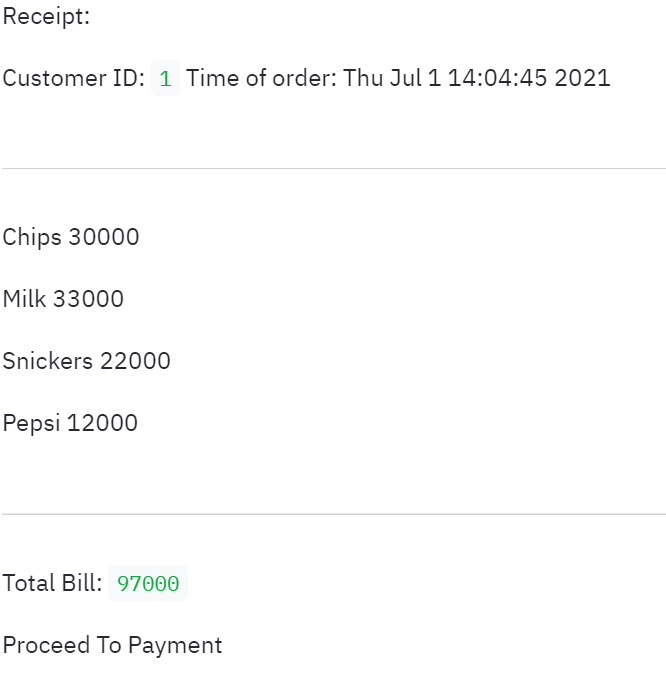 Receipt:
Customer ID: 1 Time of order: Thu Jul 1 14:04:45 2021
Chips 30000
Milk 33000
Snickers 22000
Pepsi 12000
Total Bill: 97000
Proceed To Payment